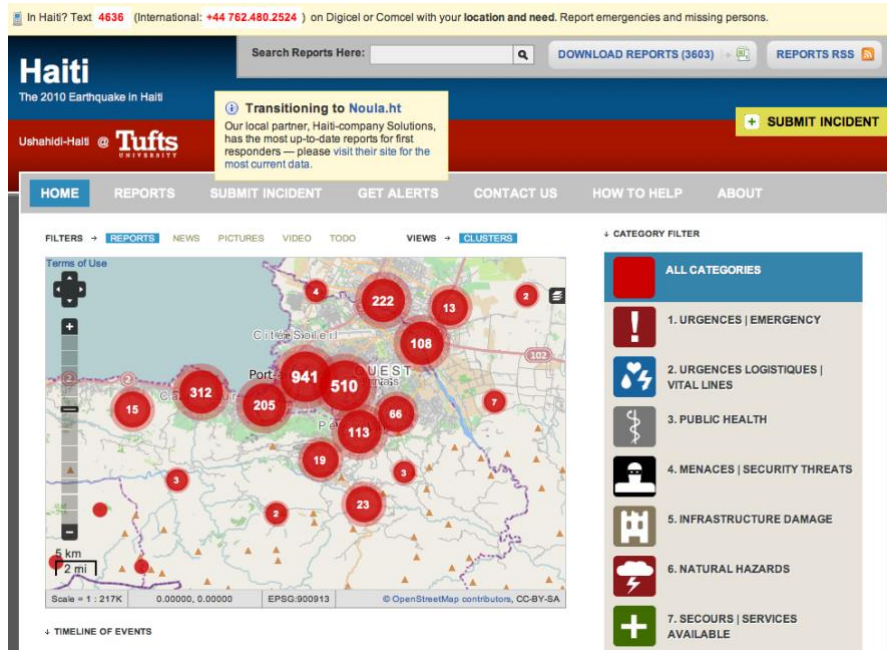 In Haiti? Text 4636 (International: +44 762.480.2524 ) on Digicel or Comcel with your location and need. Report emergencies and missing persons.
Haiti
The 2010 Earthquake in Haiti
Search Reports Here:
DOWNLOAD REPORTS (3603)
REPORTS RSS
Transitioning to Noula.ht
Our local partner, Haiti-company Solutions,
has the most up-to-date reports for first
responders — please visit their site for the
most current data.
SUBMIT INCIDENT
Ushahidi-Haiti @ Tufts
UNIVERSITY
HOME REPORTS SUBMIT INCIDENT GET ALERTS CONTACT US HOW TO HELP ABOUT
FILTERS → REPORTS NEWS PICTURES VIDEO TODO VIEWS → CLUSTERS
Terms of Use
4
222
13
2
Cité Soleil
108
102
Port-
941
510
OUEST
312
205
15
66
7
113
19
3
3
23
2
5 km
2 mi
Scale = 1 : 217K 0.00000, 0.00000 EPSG:900913 © OpenStreetMap contributors, CC-BY-SA
↓ TIMELINE OF EVENTS
↓ CATEGORY FILTER
ALL CATEGORIES
1. URGENCES | EMERGENCY
2. URGENCES LOGISTIQUES |
VITAL LINES
3. PUBLIC HEALTH
4. MENACES | SECURITY THREATS
5. INFRASTRUCTURE DAMAGE
6. NATURAL HAZARDS
7. SECOURS | SERVICES
AVAILABLE